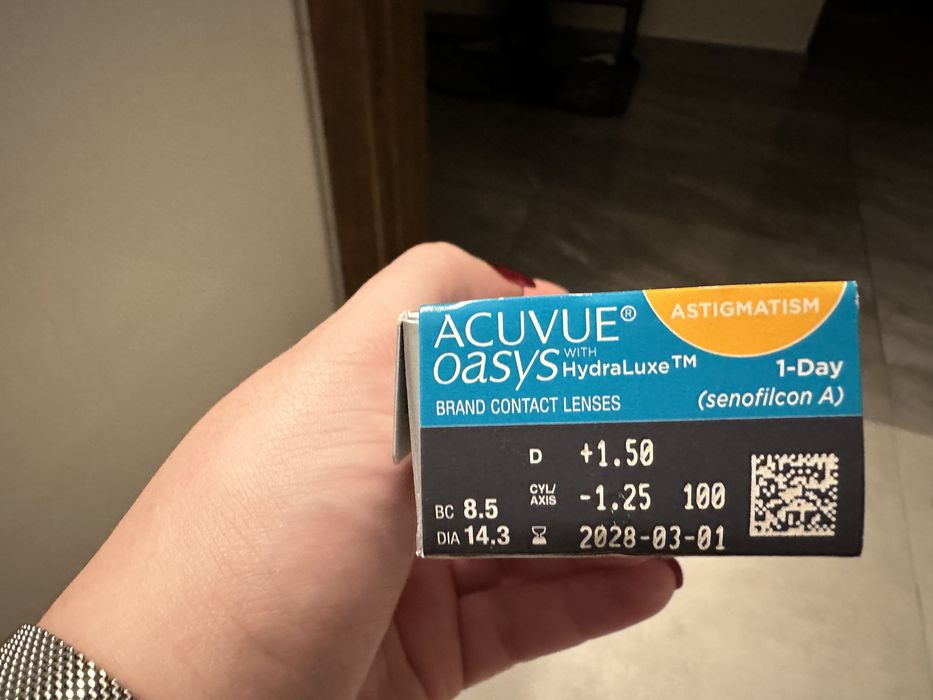 ACUVUE®
ASTIGMATISM
oasys WITH HydraLuxe™
1-Day
BRAND CONTACT LENSES
(senofilcon A)
D +1.50
CYL/AXIS -1.25 100
BC 8.5
DIA 14.3
2028-03-01